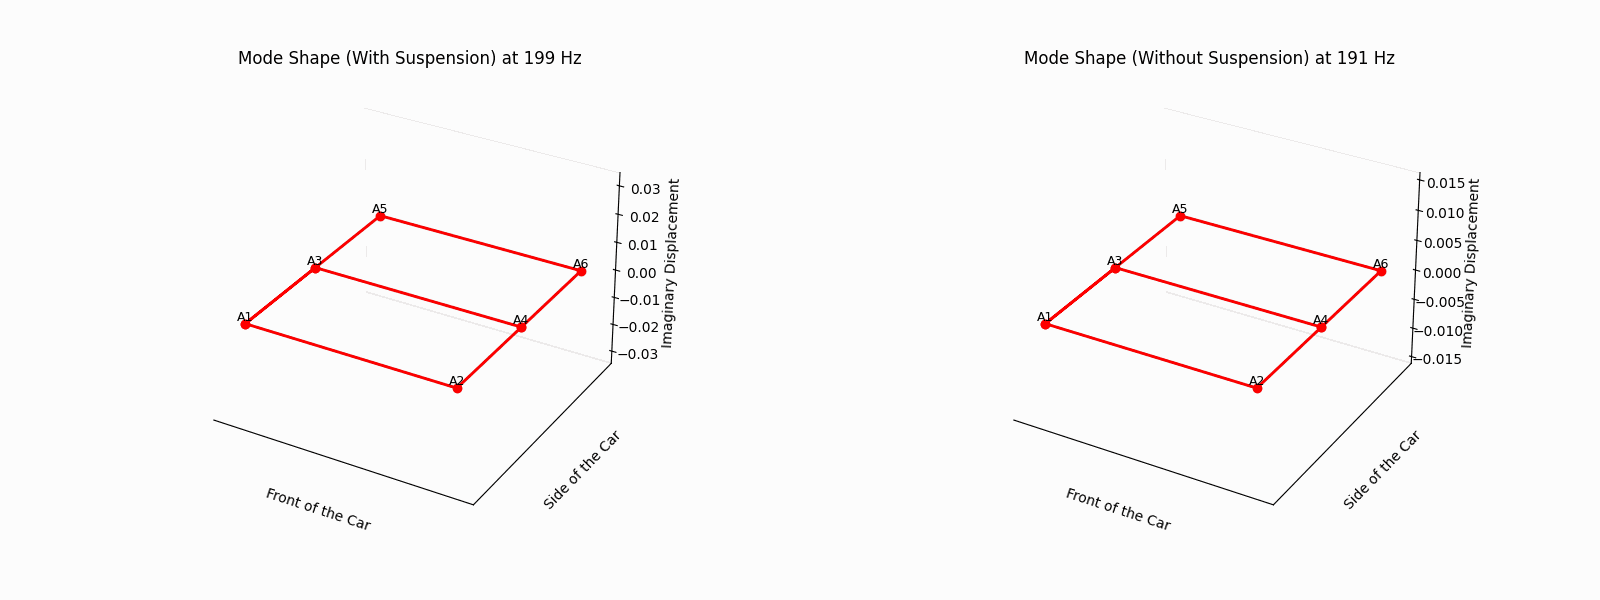 Mode Shape (With Suspension) at 199 Hz
A5
A3
A6
A1
A4
A2
0.03
0.02
0.01
0.00
−0.01
−0.02
−0.03
Imaginary Displacement
Side of the Car
Front of the Car
Mode Shape (Without Suspension) at 191 Hz
A5
A3
A6
A1
A4
A2
0.015
0.010
0.005
0.000
−0.005
−0.010
−0.015
Imaginary Displacement
Side of the Car
Front of the Car